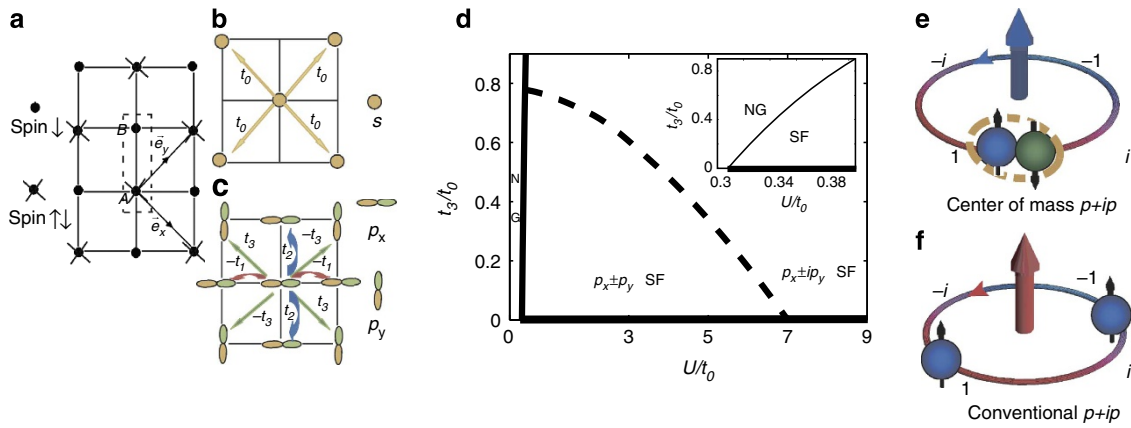 a
Spin ↓
Spin ↑↓
B
A
e⃗y
e⃗x
b
t0
t0
t0
t0
s
c
t3
t2
−t3
−t1
−t1
−t3
t2
t3
px
py
d
t3/t0
0.8
0.6
0.4
0.2
0
0
3
5
7
9
U/t0
N
G
px±py SF
px±ipy SF
t3/t0
0.8
0.4
0
0.3
0.34
0.38
U/t0
NG
SF
e
−i
−1
1
i
Center of mass p+ip
f
−i
−1
1
i
Conventional p+ip